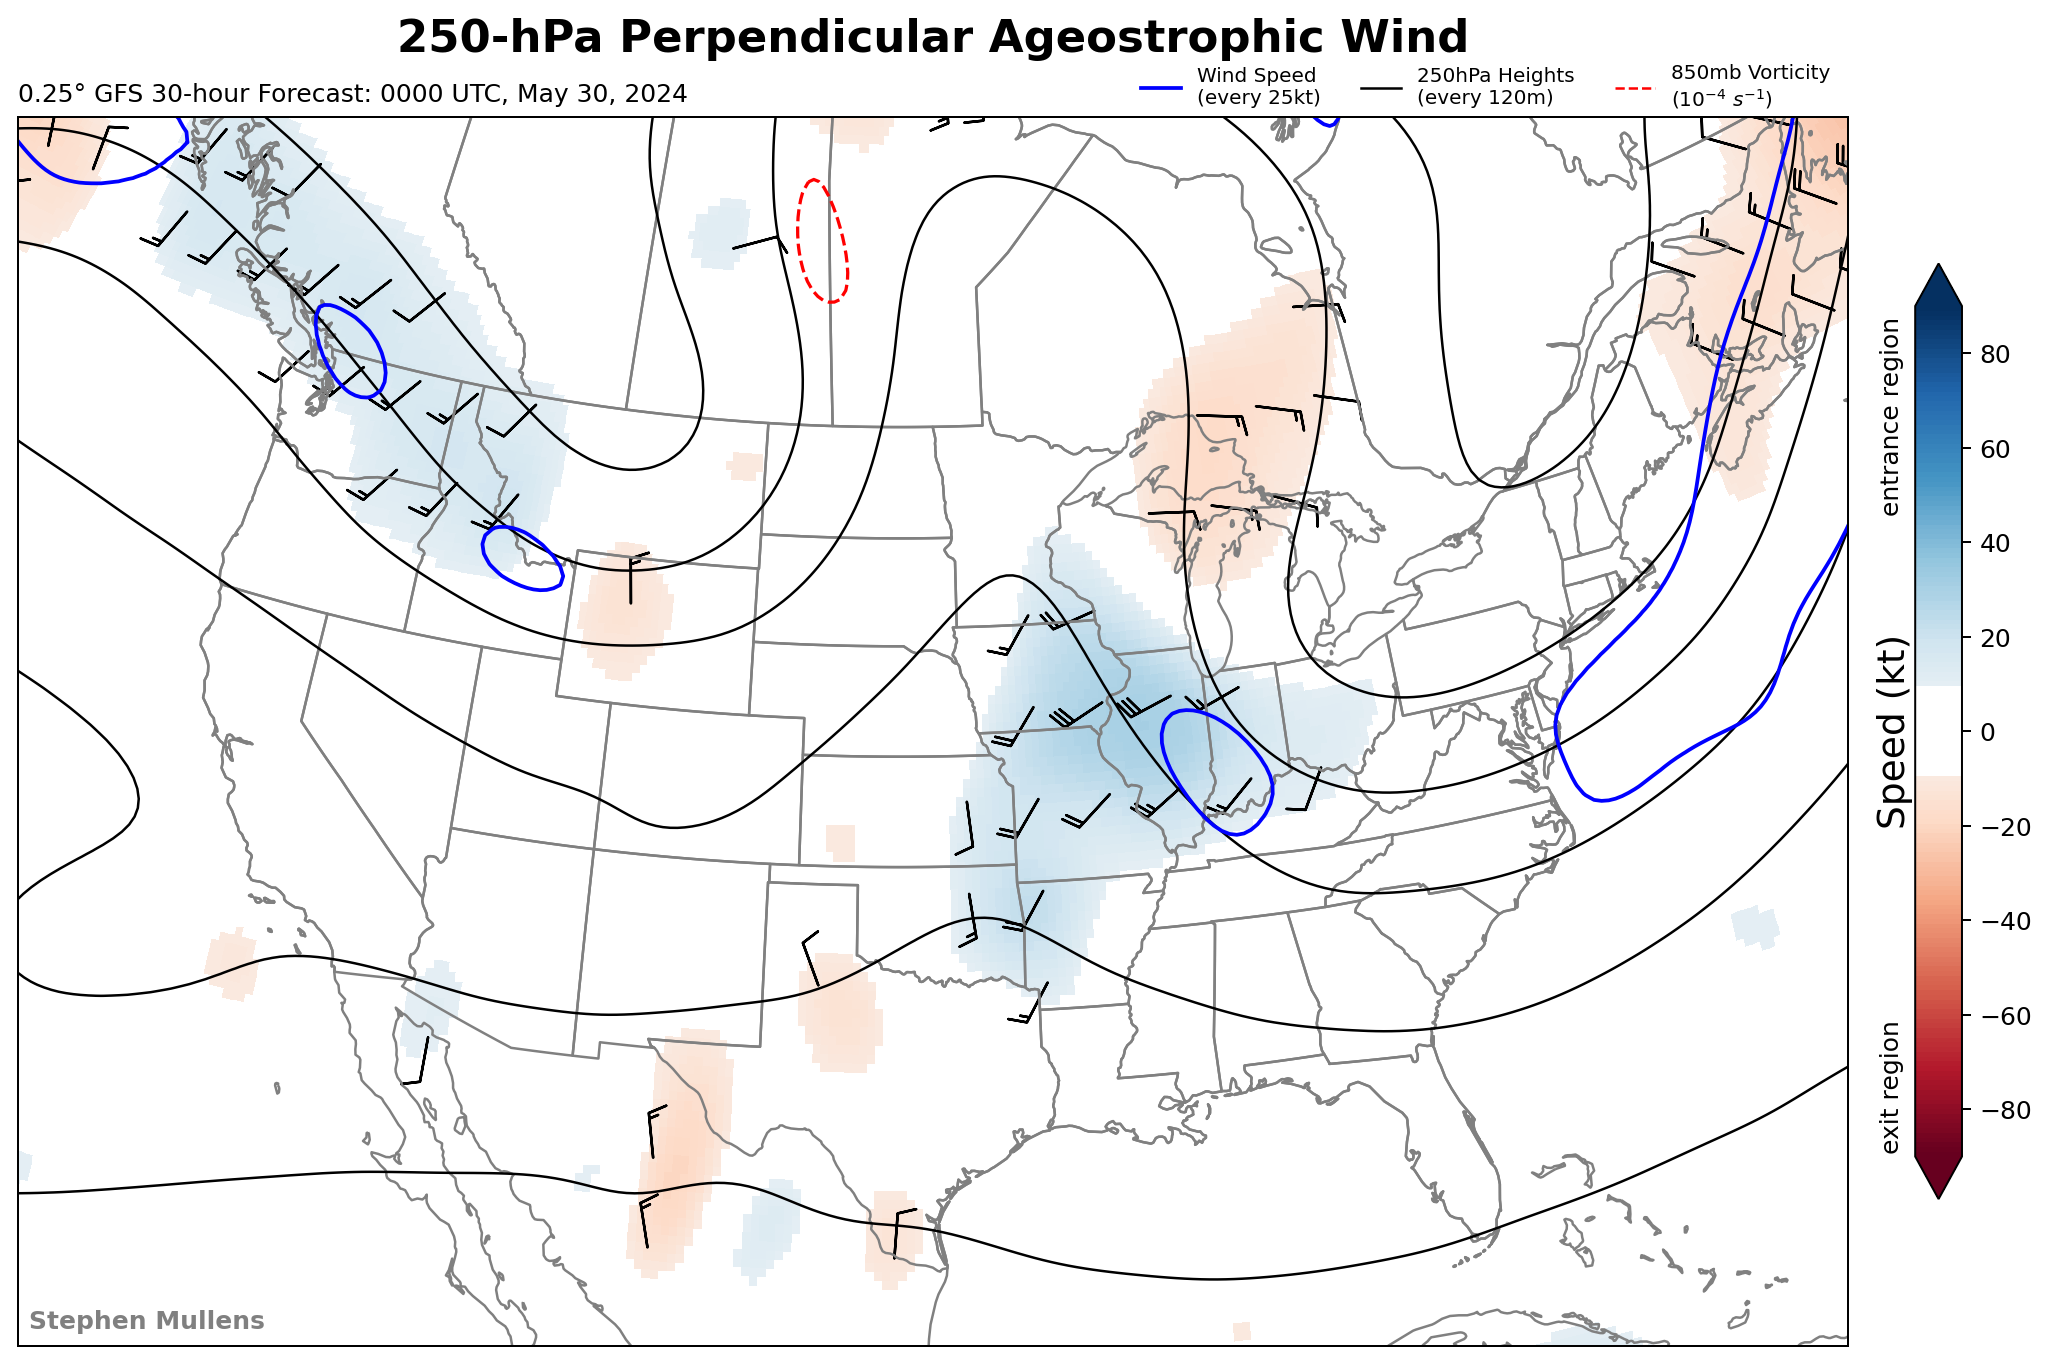 250-hPa Perpendicular Ageostrophic Wind
0.25° GFS 30-hour Forecast: 0000 UTC, May 30, 2024
Wind Speed
(every 25kt)
250hPa Heights
(every 120m)
850mb Vorticity
(10⁻⁴ s⁻¹)
entrance region
Speed (kt)
exit region
80
60
40
20
0
−20
−40
−60
−80
Stephen Mullens